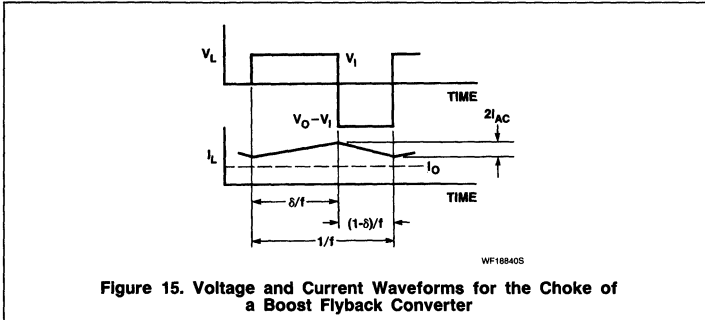 V_L
V_I
TIME
V_O–V_I
2I_AC
I_L
I_O
TIME
δ/f
(1-δ)/f
1/f
WF18840S
Figure 15. Voltage and Current Waveforms for the Choke of
a Boost Flyback Converter